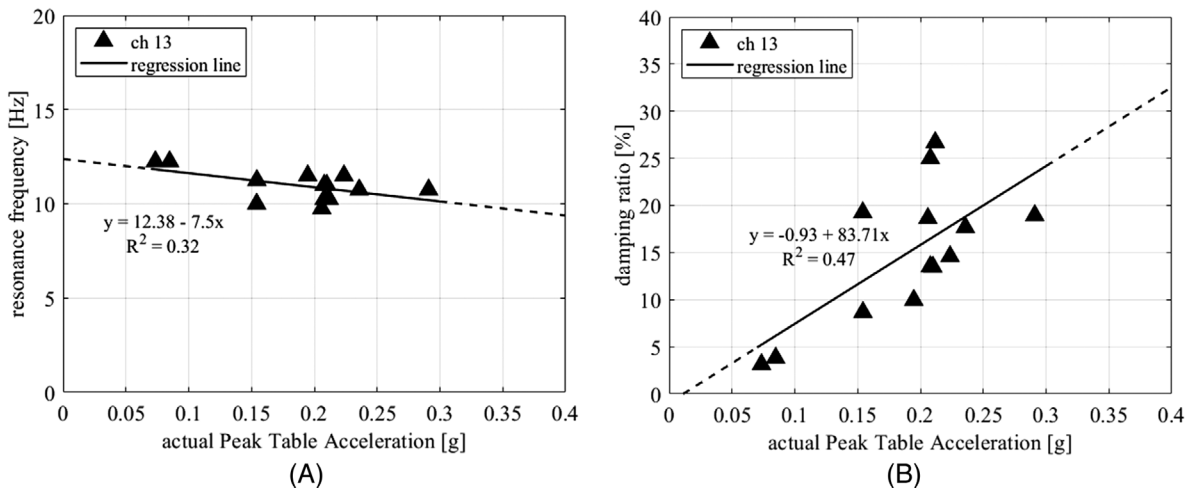 20
15
10
5
0
resonance frequency [Hz]
ch 13
regression line
y = 12.38 - 7.5x
R² = 0.32
0 0.05 0.1 0.15 0.2 0.25 0.3 0.35 0.4
actual Peak Table Acceleration [g]
(A)
40
35
30
25
20
15
10
5
0
damping ratio [%]
ch 13
regression line
y = -0.93 + 83.71x
R² = 0.47
0 0.05 0.1 0.15 0.2 0.25 0.3 0.35 0.4
actual Peak Table Acceleration [g]
(B)